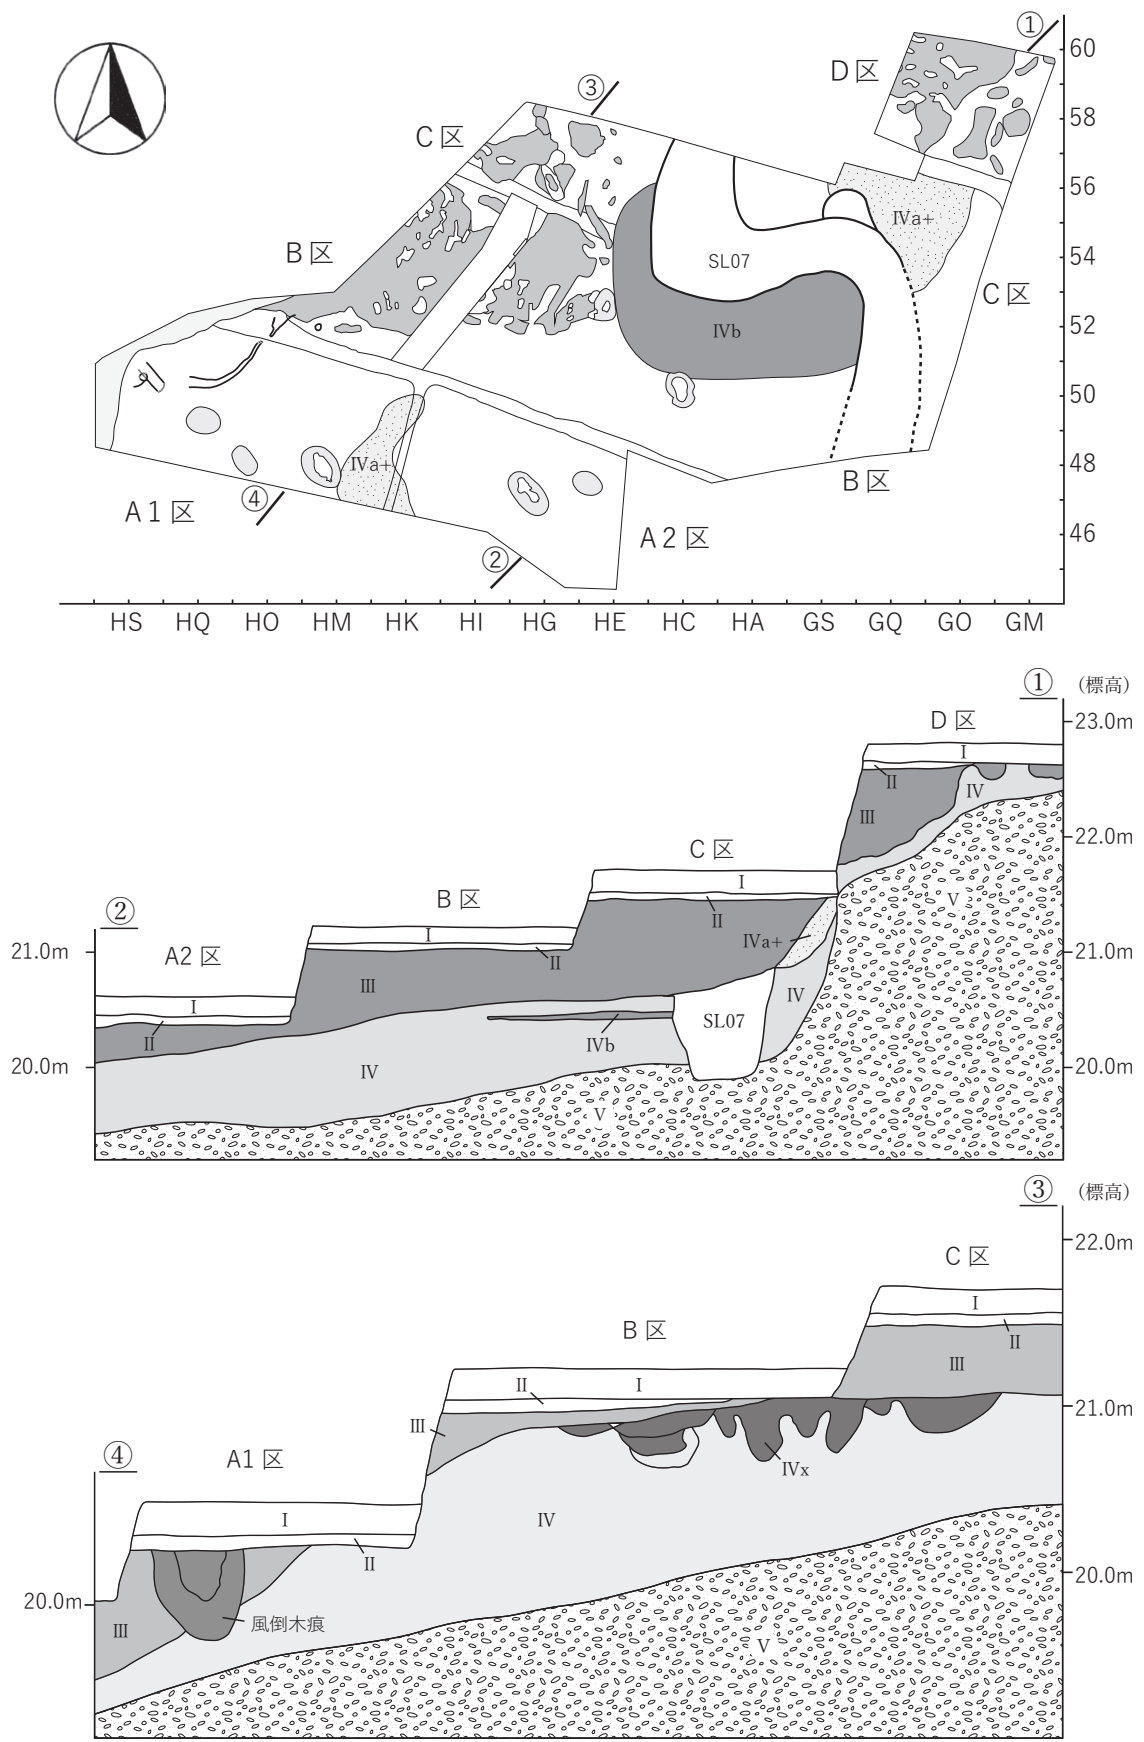 ①
60
D区
③
58
C区
56
IVa+
B区
54
SL07
C区
52
IVb
50
IVa+
48
B区
④
A1区
46
A2区
②
HS HQ HO HM HK HI HG HE HC HA GS GQ GO GM
① (標高)
D区
23.0m
I
II
IV
III
22.0m
C区
I
B区
②
V
II
I
IVa+
21.0m
A2区
II
21.0m
III
IV
I
SL07
II
IVb
20.0m
IV
20.0m
V
③ (標高)
22.0m
C区
I
B区
II
III
II
I
III
21.0m
④
A1区
IVx
I
IV
II
20.0m
20.0m
風倒木痕
III
V